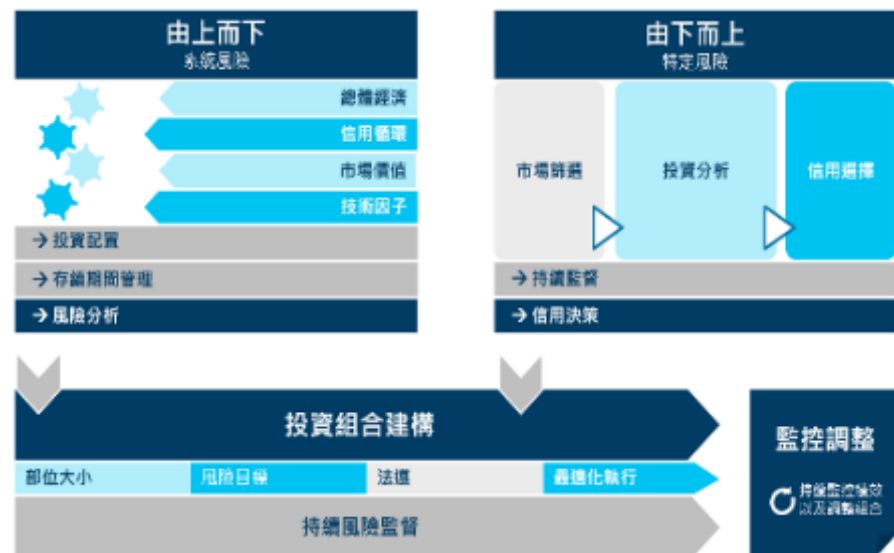 由上而下
系統風險
總體經濟
信用循環
市場價值
技術因子
→投資配置
→存續期間管理
→風險分析
由下而上
特定風險
市場篩選
投資分析
信用選擇
→持續監督
→信用決策
投資組合建構
部位大小
風險目標
法遵
最適化執行
持續風險監督
監控調整
持續監控績效
以及調整組合